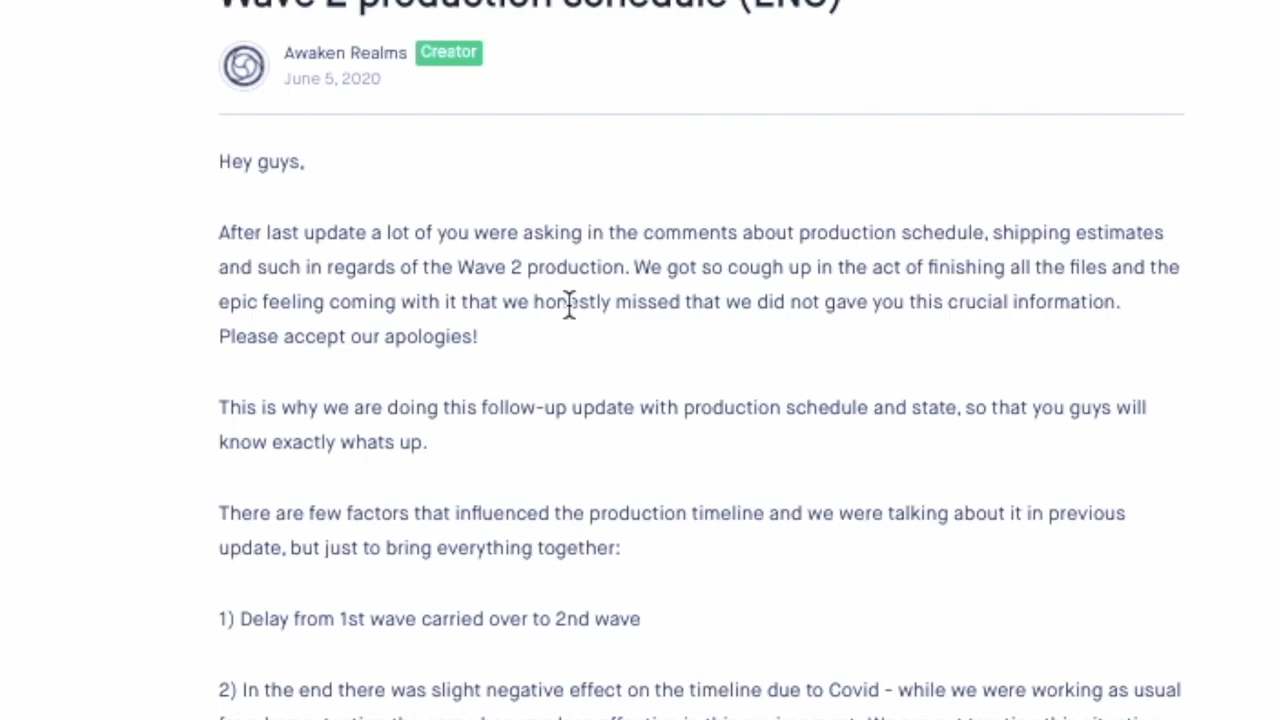 Wave 2 production schedule (ENG)
Awaken Realms Creator
June 5, 2020
Hey guys,
After last update a lot of you were asking in the comments about production schedule, shipping estimates
and such in regards of the Wave 2 production. We got so cough up in the act of finishing all the files and the
epic feeling coming with it that we honestly missed that we did not gave you this crucial information.
Please accept our apologies!
This is why we are doing this follow-up update with production schedule and state, so that you guys will
know exactly whats up.
There are few factors that influenced the production timeline and we were talking about it in previous
update, but just to bring everything together:
1) Delay from 1st wave carried over to 2nd wave
2) In the end there was slight negative effect on the timeline due to Covid - while we were working as usual